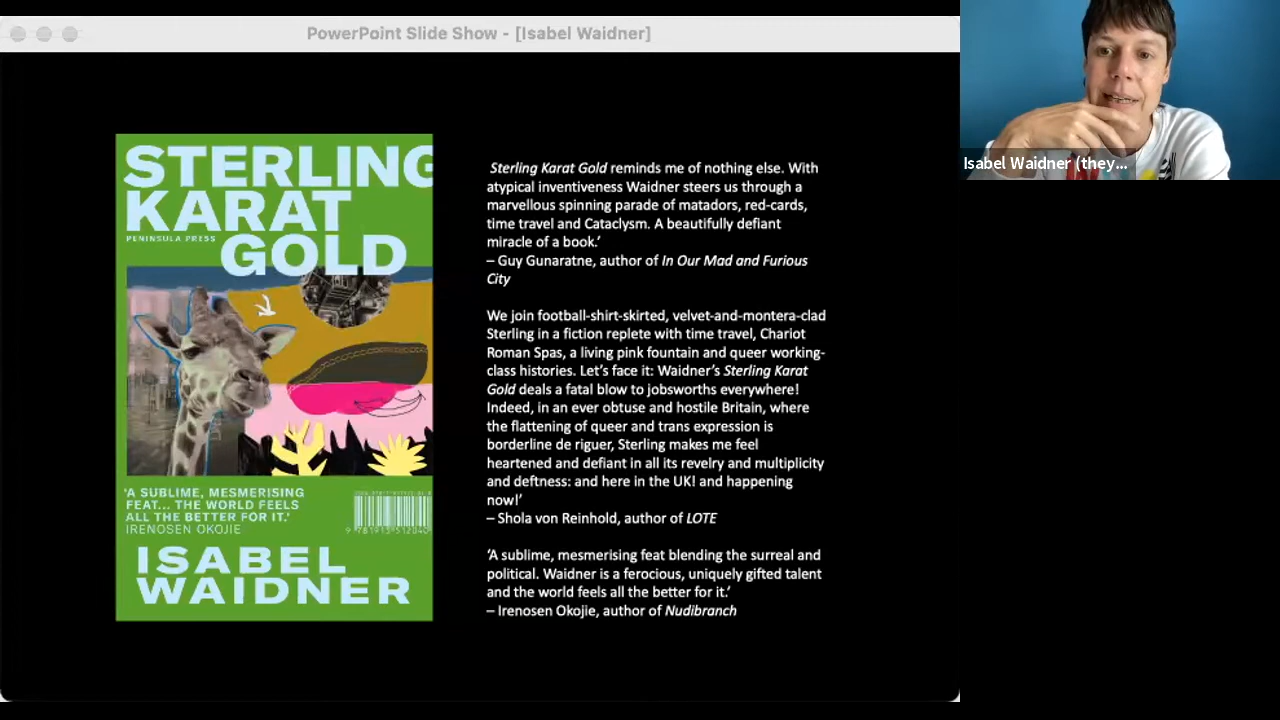 PowerPoint Slide Show - [Isabel Waidner]
STERLING
KARAT
PENINSULA PRESS
GOLD
'A SUBLIME, MESMERISING
FEAT... THE WORLD FEELS
ALL THE BETTER FOR IT.'
IRENOSEN OKOJIE
ISABEL
WAIDNER
Sterling Karat Gold reminds me of nothing else. With
atypical inventiveness Waidner steers us through a
marvellous spinning parade of matadors, red-cards,
time travel and Cataclysm. A beautifully defiant
miracle of a book.’
– Guy Gunaratne, author of In Our Mad and Furious
City
We join football-shirt-skirted, velvet-and-montera-clad
Sterling in a fiction replete with time travel, Chariot
Roman Spas, a living pink fountain and queer working-
class histories. Let’s face it: Waidner’s Sterling Karat
Gold deals a fatal blow to jobsworths everywhere!
Indeed, in an ever obtuse and hostile Britain, where
the flattening of queer and trans expression is
borderline de riguer, Sterling makes me feel
heartened and defiant in all its revelry and multiplicity
and deftness: and here in the UK! and happening
now!’
– Shola von Reinhold, author of LOTE
‘A sublime, mesmerising feat blending the surreal and
political. Waidner is a ferocious, uniquely gifted talent
and the world feels all the better for it.’
– Irenosen Okojie, author of Nudibranch
Isabel Waidner (they...